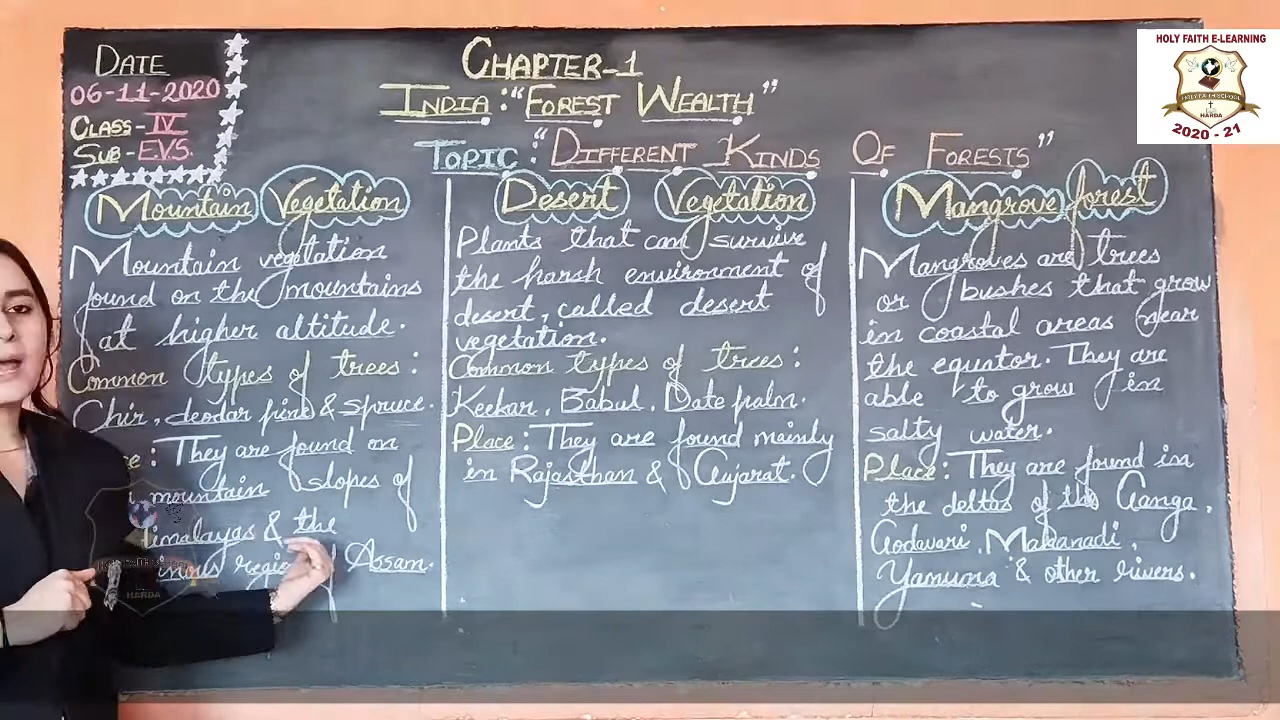 DATE
06-11-2020
CLASS-IV
SUB-E.V.S.
CHAPTER-1
INDIA: "FOREST WEALTH"
TOPIC: "DIFFERENT KINDS OF FORESTS"
Mountain Vegetation
Mountain vegtation
found on the mountains
at higher altitude.
Common types of trees:
Chir, deodar pine & spruce.
: They are found on
mountain slopes of
Himalayas & the
Assam.
Desert Vegetation
Plants that can survive
the harsh environment of
desert, called desert
vegetation.
Common types of trees:
Keekar, Babul, Date palm.
Place: They are found mainly
in Rajasthan & Gujarat.
Mangrove forest
Mangroves are trees
or bushes that grow
in coastal areas near
the equator. They are
able to grow in
salty water.
Place: They are found in
the deltas of the Ganga,
Godavari, Mahanadi,
Yamuna & other rivers.
HOLY FAITH E-LEARNING
HOLY FAITH SCHOOL
HARDA
2020 - 21
HARDA